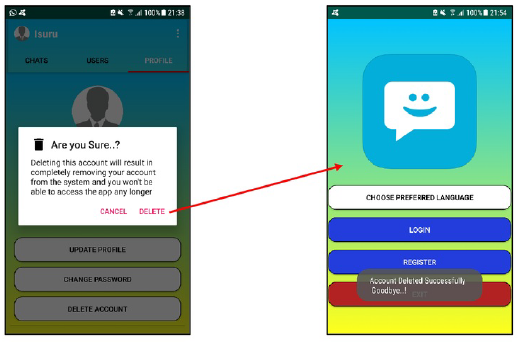 100% 21:38
Isuru
CHATS USERS PROFILE
Are you Sure..?
Deleting this account will result in
completely removing your account
from the system and you won't be
able to access the app any longer
CANCEL DELETE
UPDATE PROFILE
CHANGE PASSWORD
DELETE ACCOUNT
100% 21:54
CHOOSE PREFERRED LANGUAGE
LOGIN
REGISTER
Account Deleted Successfully
Goodbye..!